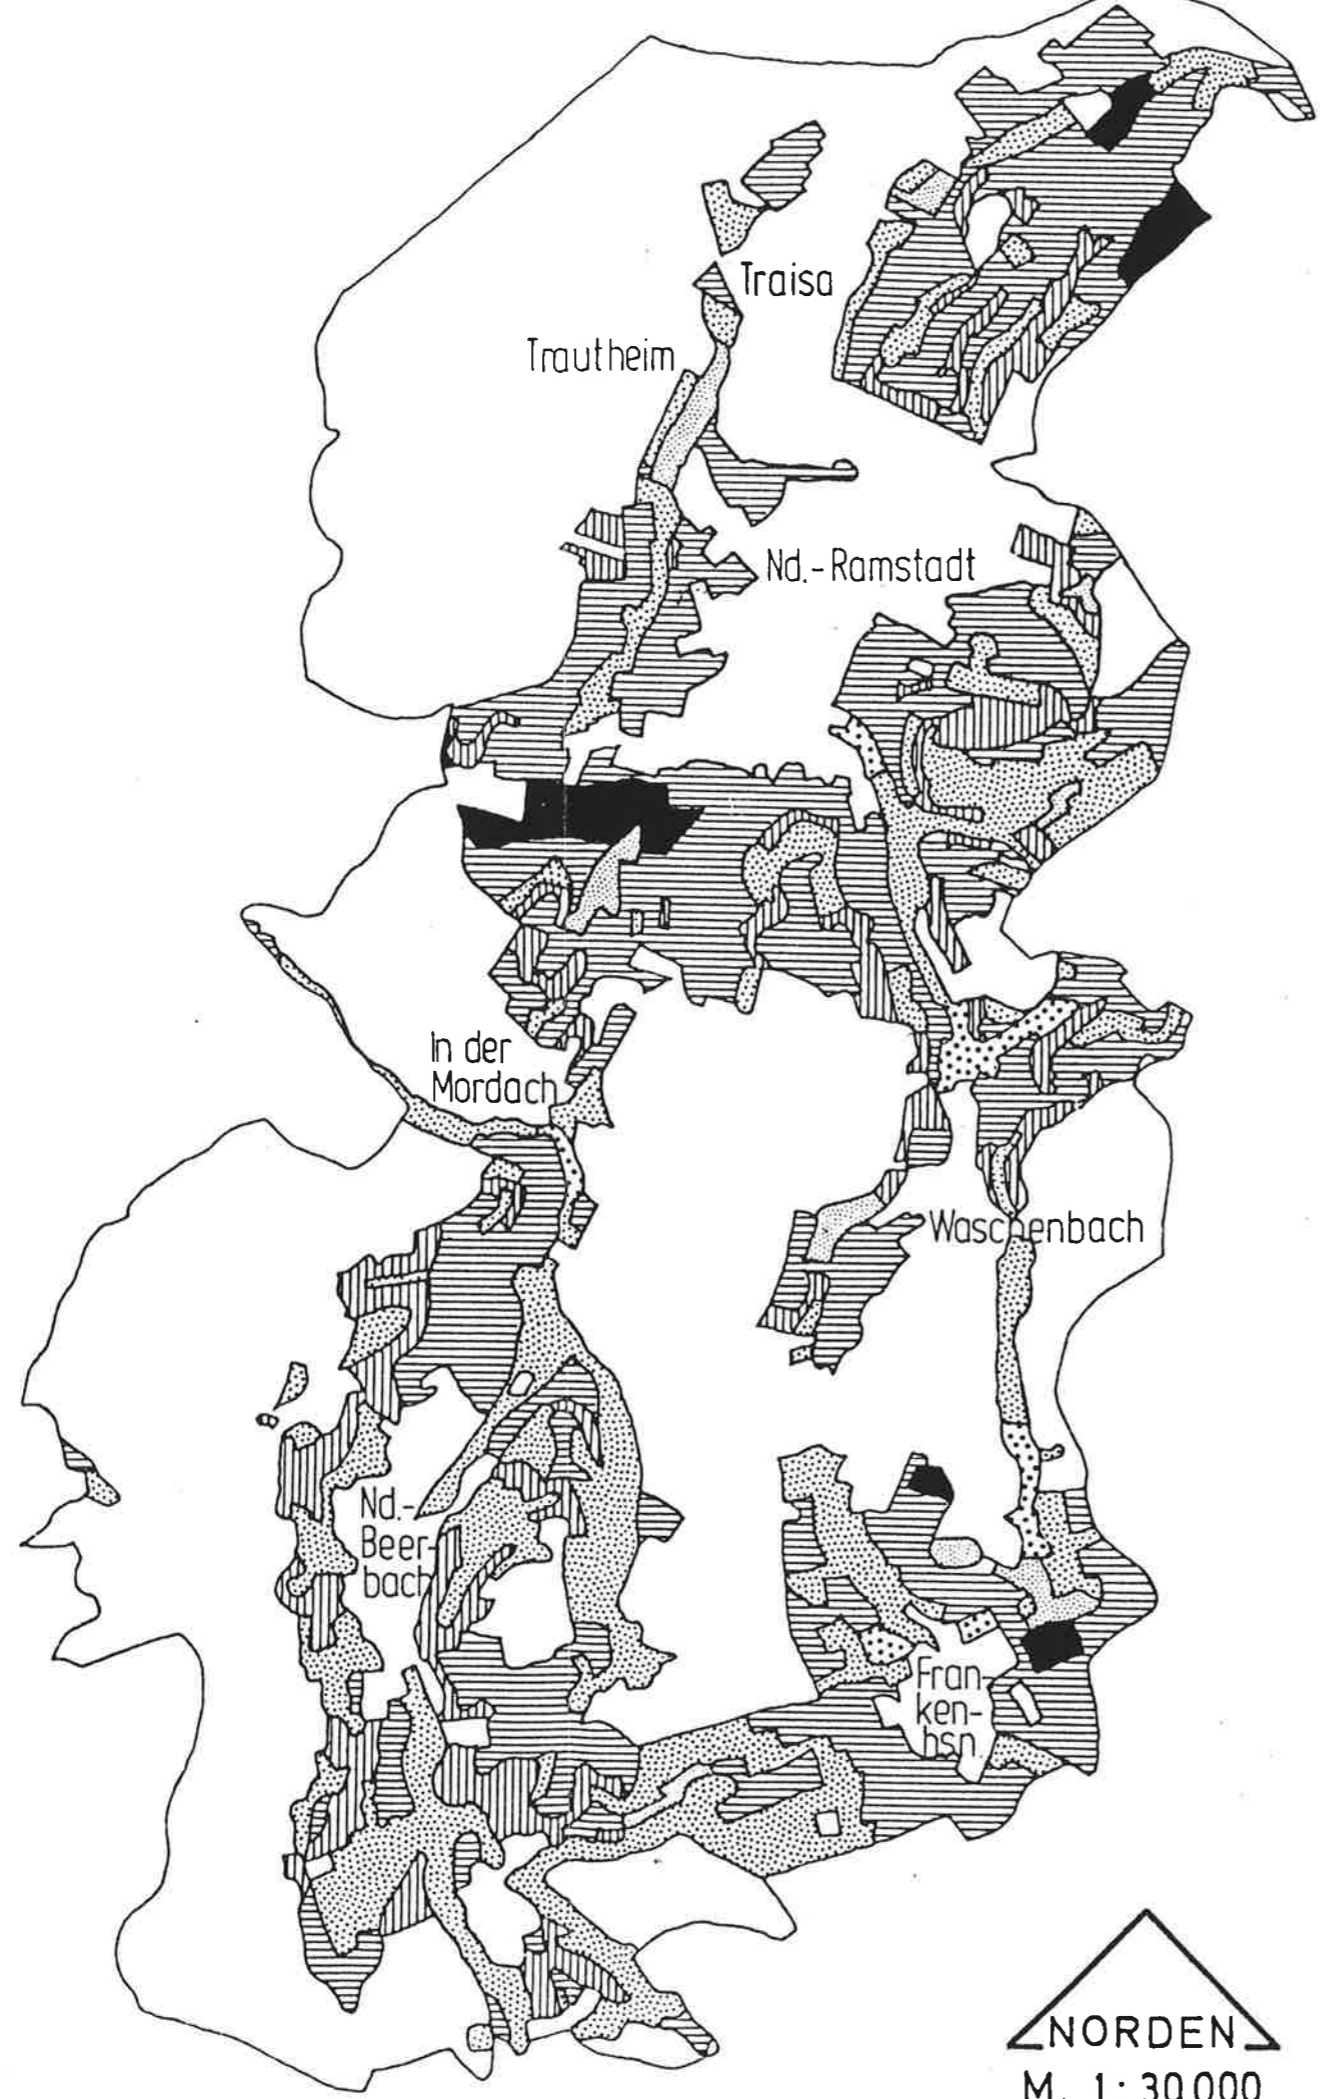 Traisa
Trautheim
Nd.-Ramstadt
In der
Mordach
Waschenbach
Nd.-
Beer-
bach
Fran-
ken-
hsn.
NORDEN
M. 1:30000